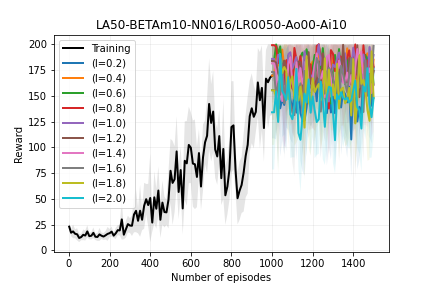 LA50-BETAm10-NN016/LR0050-Ao00-Ai10
Reward
200
175
150
125
100
75
50
25
0
Training
(l=0.2)
(l=0.4)
(l=0.6)
(l=0.8)
(l=1.0)
(l=1.2)
(l=1.4)
(l=1.6)
(l=1.8)
(l=2.0)
0 200 400 600 800 1000 1200 1400
Number of episodes